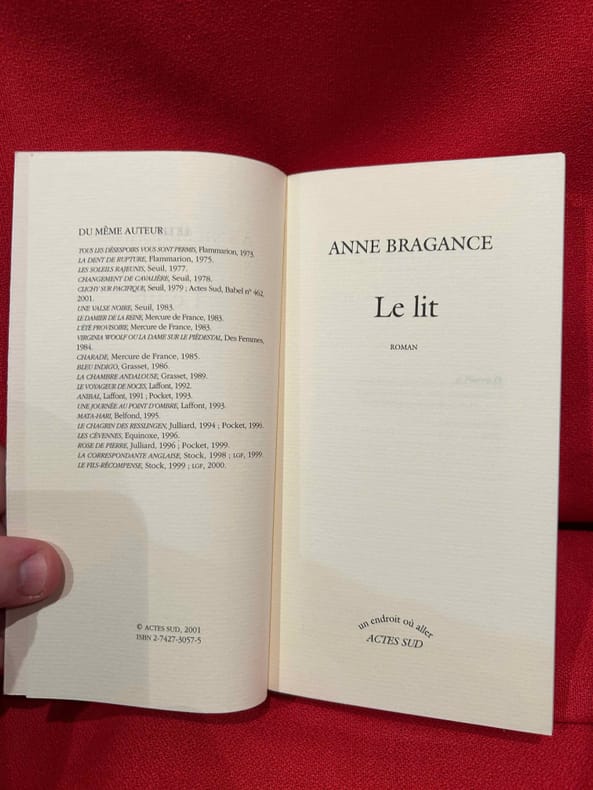 DU MÊME AUTEUR
TOUS LES DÉSESPOIRS VOUS SONT PERMIS, Flammarion, 1973.
LA DENT DE RUPTURE, Flammarion, 1975.
LES SOLEILS RAJEUNIS, Seuil, 1977.
CHANGEMENT DE CAVALIÈRE, Seuil, 1978.
CLICHY SUR PACIFIQUE, Seuil, 1979 ; Actes Sud, Babel n° 462,
2001.
UNE VALSE NOIRE, Seuil, 1983.
LE DAMIER DE LA REINE, Mercure de France, 1983.
L'ÉTÉ PROVISOIRE, Mercure de France, 1983.
VIRGINIA WOOLF OU LA DAME SUR LE PIÉDESTAL, Des Femmes,
1984.
CHARADE, Mercure de France, 1985.
BLEU INDIGO, Grasset, 1986.
LA CHAMBRE ANDALOUSE, Grasset, 1989.
LE VOYAGEUR DE NOCES, Laffont, 1992.
ANIBAL, Laffont, 1991 ; Pocket, 1993.
UNE JOURNÉE AU POINT D'OMBRE, Laffont, 1993.
MATA-HARI, Belfond, 1995.
LE CHAGRIN DES RESSLINGEN, Julliard, 1994 ; Pocket,
LES CÉVENNES, Equinoxe, 1996.
ROSE DE PIERRE, Julliard, 1996 ; Pocket, 1999.
LA CORRESPONDANTE ANGLAISE, Stock, 1998 ; LGF, 1999.
LE FILS-RÉCOMPENSE, Stock, 1999 ; LGF, 2000.
© ACTES SUD, 2001
ISBN 2-7427-3057-5
ANNE BRAGANCE
Le lit
ROMAN
un endroit où aller
ACTES SUD